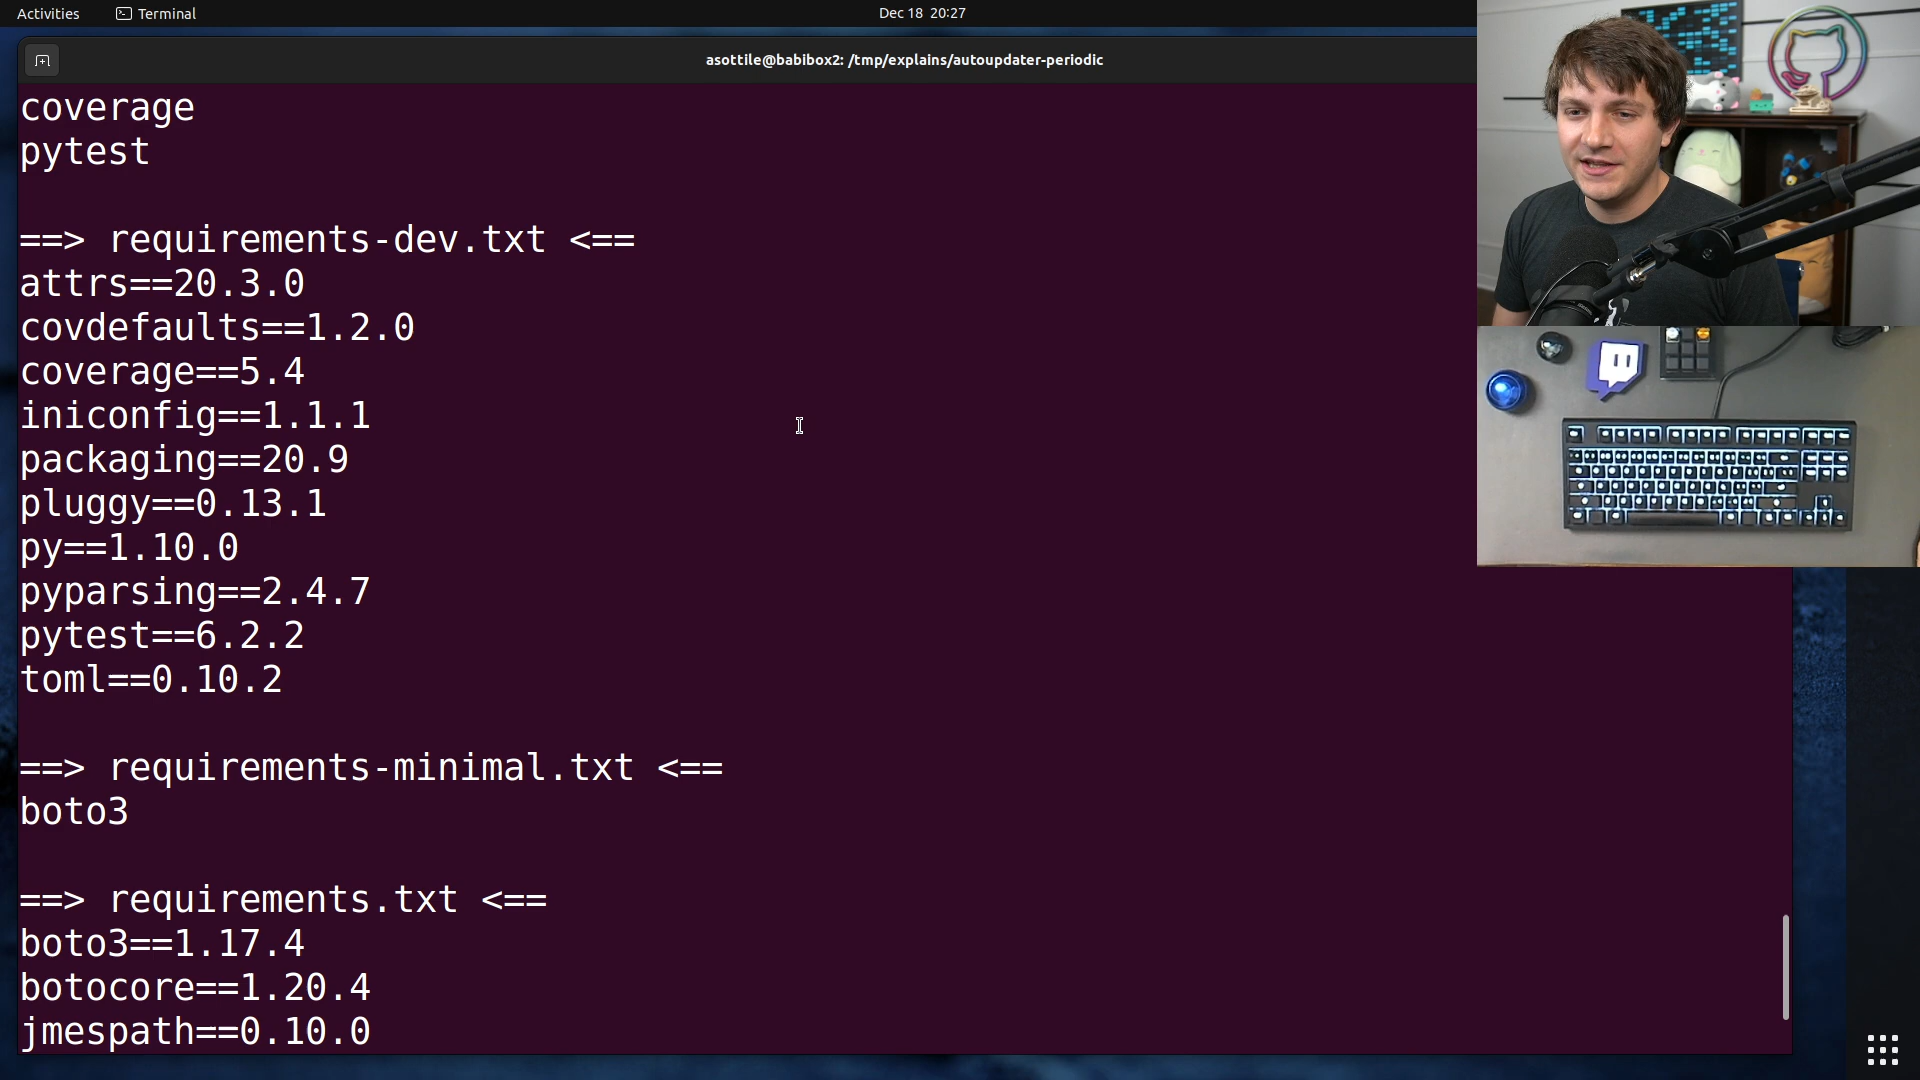 Activities
Terminal
Dec 18 20:27
asottile@babibox2: /tmp/explains/autoupdater-periodic
coverage
pytest
==> requirements-dev.txt <==
attrs==20.3.0
covdefaults==1.2.0
coverage==5.4
iniconfig==1.1.1
packaging==20.9
pluggy==0.13.1
py==1.10.0
pyparsing==2.4.7
pytest==6.2.2
toml==0.10.2
==> requirements-minimal.txt <==
boto3
==> requirements.txt <==
boto3==1.17.4
botocore==1.20.4
jmespath==0.10.0